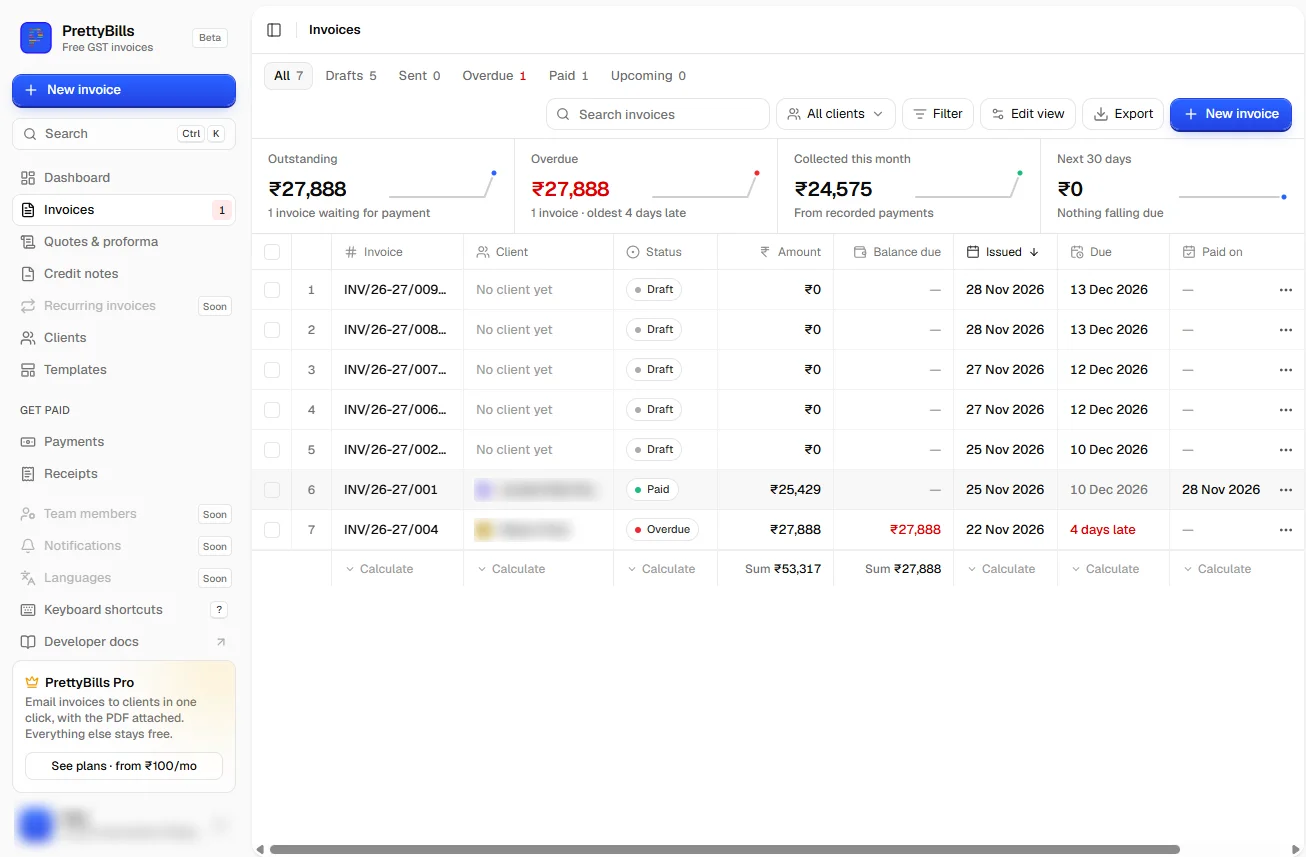 PrettyBills
Free GST invoices
Beta
New invoice
Search Ctrl K
Dashboard
Invoices 1
Quotes & proforma
Credit notes
Recurring invoices Soon
Clients
Templates
GET PAID
Payments
Receipts
Team members Soon
Notifications Soon
Languages Soon
Keyboard shortcuts ?
Developer docs
PrettyBills Pro
Email invoices to clients in one
click, with the PDF attached.
Everything else stays free.
See plans · from ₹100/mo
Invoices
All 7 Drafts 5 Sent 0 Overdue 1 Paid 1 Upcoming 0
Search invoices All clients Filter Edit view Export New invoice
Outstanding
₹27,888
1 invoice waiting for payment
Overdue
₹27,888
1 invoice · oldest 4 days late
Collected this month
₹24,575
From recorded payments
Next 30 days
₹0
Nothing falling due
# Invoice Client Status ₹ Amount Balance due Issued ↓ Due Paid on
1 INV/26-27/009... No client yet Draft ₹0 — 28 Nov 2026 13 Dec 2026 — ...
2 INV/26-27/008... No client yet Draft ₹0 — 28 Nov 2026 13 Dec 2026 — ...
3 INV/26-27/007... No client yet Draft ₹0 — 27 Nov 2026 12 Dec 2026 — ...
4 INV/26-27/006... No client yet Draft ₹0 — 27 Nov 2026 12 Dec 2026 — ...
5 INV/26-27/002... No client yet Draft ₹0 — 25 Nov 2026 10 Dec 2026 — ...
6 INV/26-27/001 Paid ₹25,429 — 25 Nov 2026 10 Dec 2026 28 Nov 2026 ...
7 INV/26-27/004 Overdue ₹27,888 ₹27,888 22 Nov 2026 4 days late — ...
Calculate Calculate Calculate Sum ₹53,317 Sum ₹27,888 Calculate Calculate Calculate